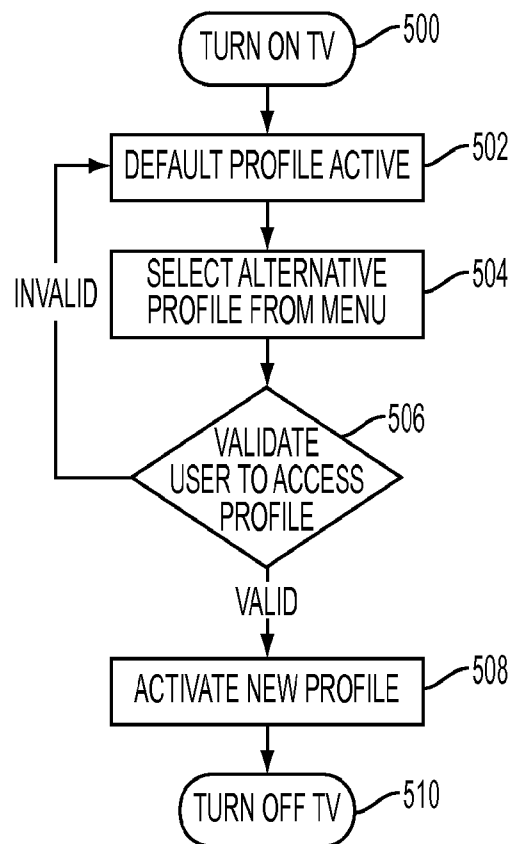 TURN ON TV
500
DEFAULT PROFILE ACTIVE
502
SELECT ALTERNATIVE
PROFILE FROM MENU
504
INVALID
506
VALIDATE
USER TO ACCESS
PROFILE
VALID
ACTIVATE NEW PROFILE
508
TURN OFF TV
510